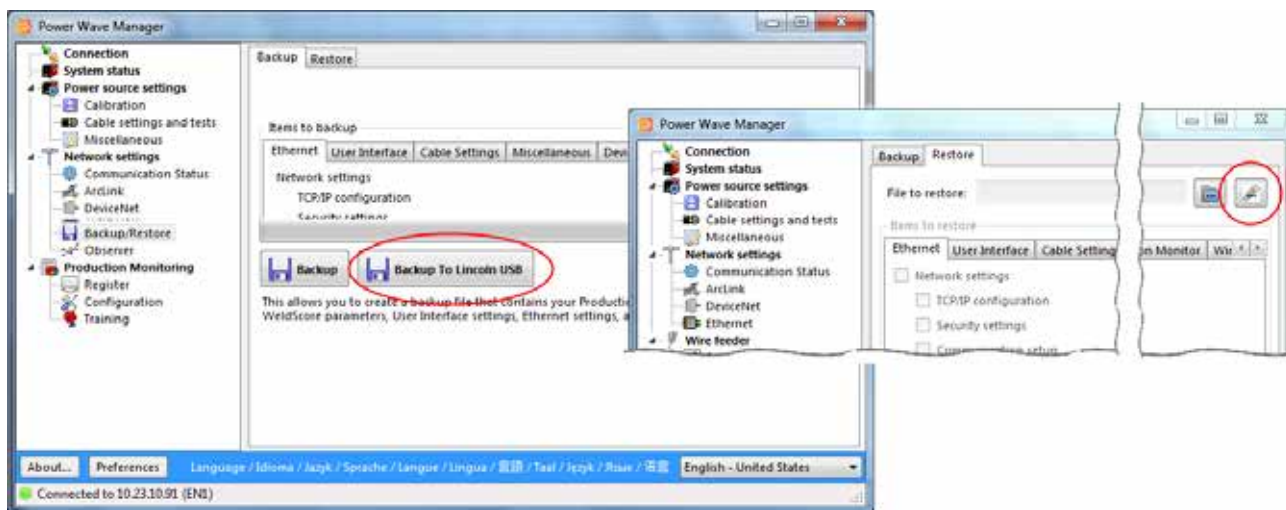 Power Wave Manager
Connection
System status
Power source settings
Calibration
Cable settings and tests
Miscellaneous
Network settings
Communication Status
ArcLink
DeviceNet
Backup/Restore
Observer
Production Monitoring
Register
Configuration
Training
Backup Restore
Items to backup
Ethernet User Interface Cable Settings Miscellaneous Devi
Network settings
TCP/IP configuration
Security settings
Backup Backup To Lincoln USB
This allows you to create a backup file that contains your Productio
WeldScore parameters, User Interface settings, Ethernet settings, a
About... Preferences Language / Idioma / Jazyk / Sprache / Langue / Lingua / 言語 / Taal / Język / Язык / 语言 English - United States
Connected to 10.23.10.91 (EN1)
Power Wave Manager
Connection
System status
Power source settings
Calibration
Cable settings and tests
Miscellaneous
Network settings
Communication Status
ArcLink
DeviceNet
Ethernet
Wire feeder
Backup Restore
File to restore:
Items to restore
Ethernet User Interface Cable Setting on Monitor Wir
Network settings
TCP/IP configuration
Security settings